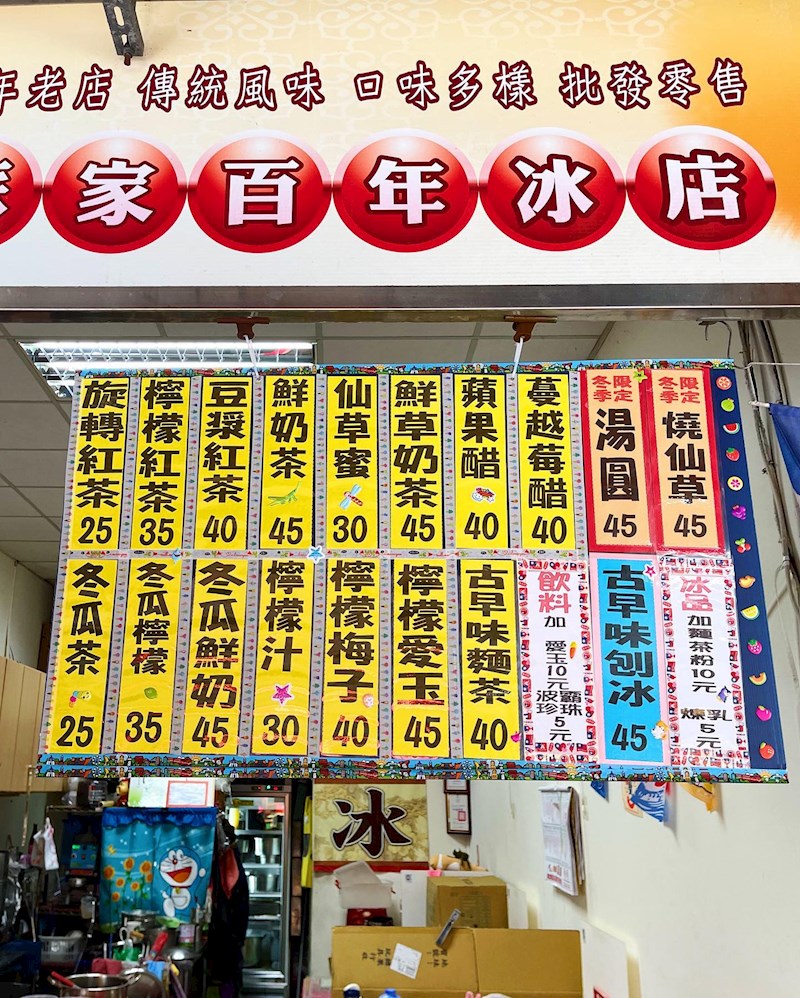 年老店 傳統風味 口味多樣 批發零售
家百年冰店
旋轉紅茶 25
檸檬紅茶 35
豆漿紅茶 40
鮮奶茶 45
仙草蜜 30
鮮草奶茶 45
蘋果醋 40
蔓越莓醋 40
冬季限定 湯圓 45
冬季限定 燒仙草 45
冬瓜茶 25
冬瓜檸檬 35
冬瓜鮮奶 45
檸檬汁 30
檸檬梅子 40
檸檬愛玉 45
古早味麵茶 40
飲料加 愛玉10元 波霸珍珠5元
古早味刨冰 45
冰品加麵茶粉10元 煉乳5元
冰